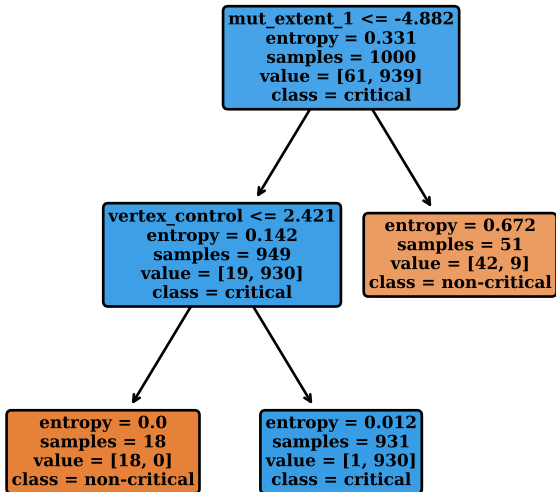 mut_extent_1 <= -4.882
entropy = 0.331
samples = 1000
value = [61, 939]
class = critical
vertex_control <= 2.421
entropy = 0.142
samples = 949
value = [19, 930]
class = critical
entropy = 0.672
samples = 51
value = [42, 9]
class = non-critical
entropy = 0.0
samples = 18
value = [18, 0]
class = non-critical
entropy = 0.012
samples = 931
value = [1, 930]
class = critical